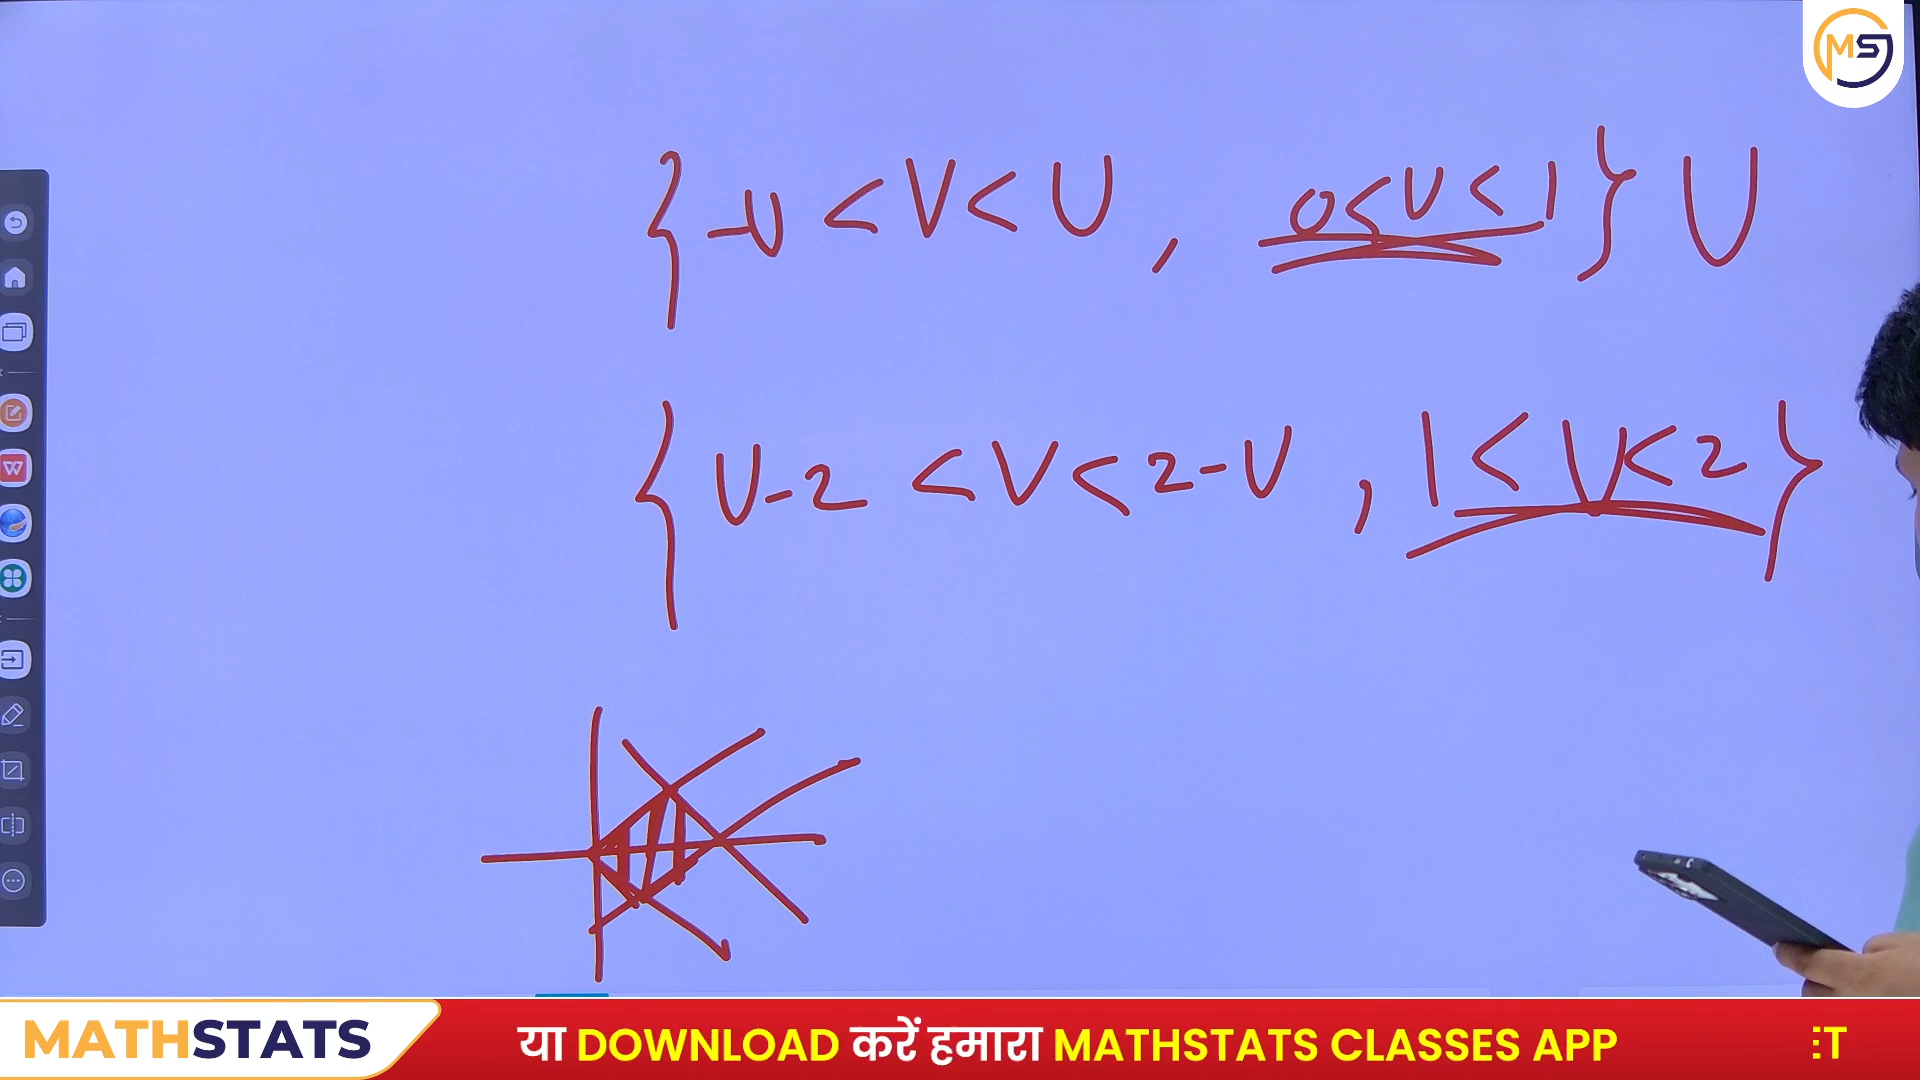 MS
{-U < V < U , 0<U<1} U
{U-2 < V < 2-U , 1<U<2}
MATHSTATS
या DOWNLOAD करें हमारा MATHSTATS CLASSES APP